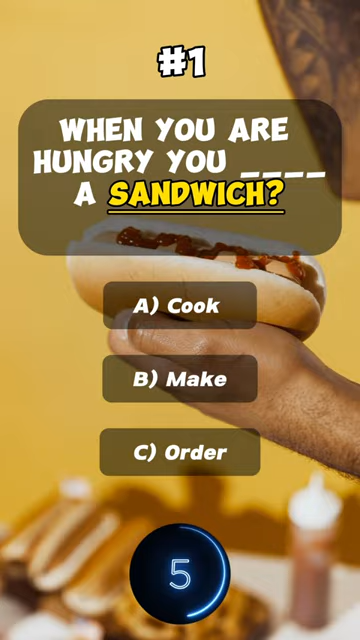 #1
WHEN YOU ARE
HUNGRY YOU ____
A SANDWICH?
A) Cook
B) Make
C) Order
5